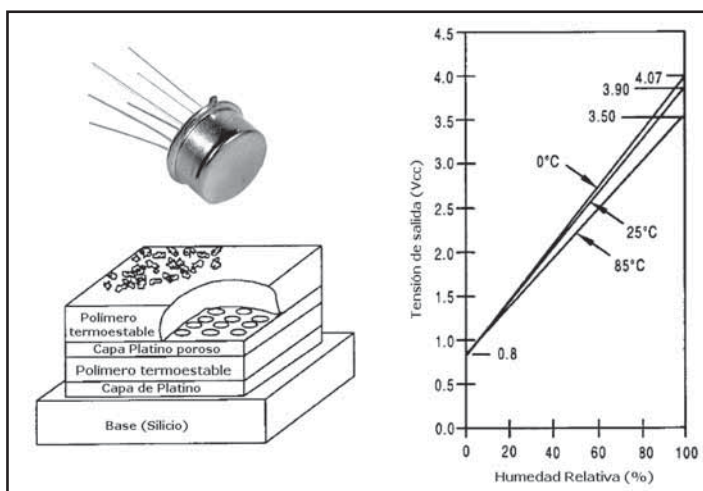 Polímero
termoestable
Capa Platino poroso
Polímero termoestable
Capa de Platino
Base (Silicio)
Tensión de salida (Vcc)
4.5
4.0
3.5
3.0
2.5
2.0
1.5
1.0
0.5
0.0
4.07
3.90
3.50
0°C
25°C
85°C
0.8
0
20
40
60
80
100
Humedad Relativa (%)